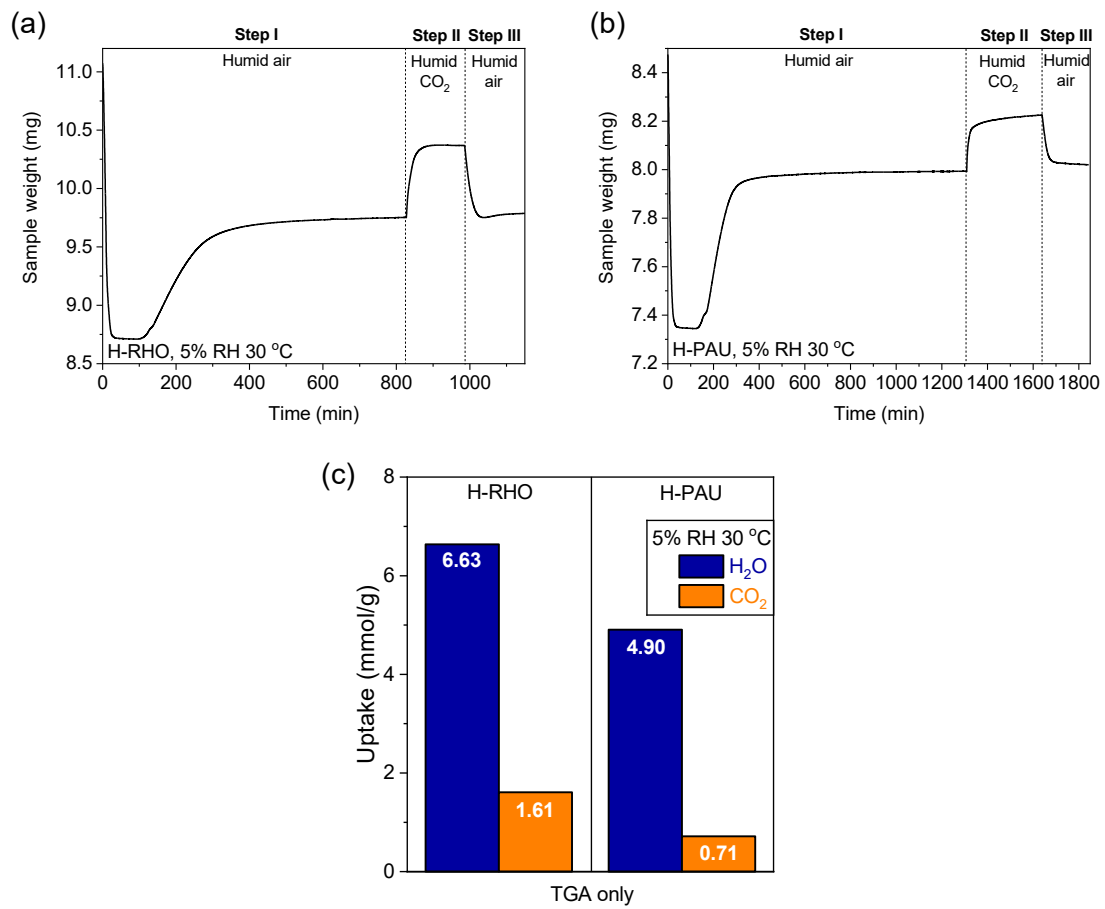 (a)
Step I Step II Step III
Humid air
Humid CO₂
Humid air
11.0
10.5
10.0
9.5
9.0
8.5
Sample weight (mg)
H-RHO, 5% RH 30 °C
0 200 400 600 800 1000
Time (min)
(b)
Step I Step II Step III
Humid air
Humid CO₂
Humid air
8.4
8.2
8.0
7.8
7.6
7.4
7.2
Sample weight (mg)
H-PAU, 5% RH 30 °C
0 200 400 600 800 1000 1200 1400 1600 1800
Time (min)
(c)
H-RHO H-PAU
8
6
4
2
0
Uptake (mmol/g)
5% RH 30 °C
H₂O
CO₂
6.63
1.61
4.90
0.71
TGA only